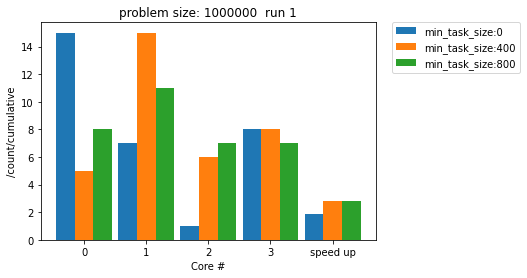 problem size: 1000000  run 1
min_task_size:0
min_task_size:400
min_task_size:800
/count/cumulative
14
12
10
8
6
4
2
0
0 1 2 3 speed up
Core #